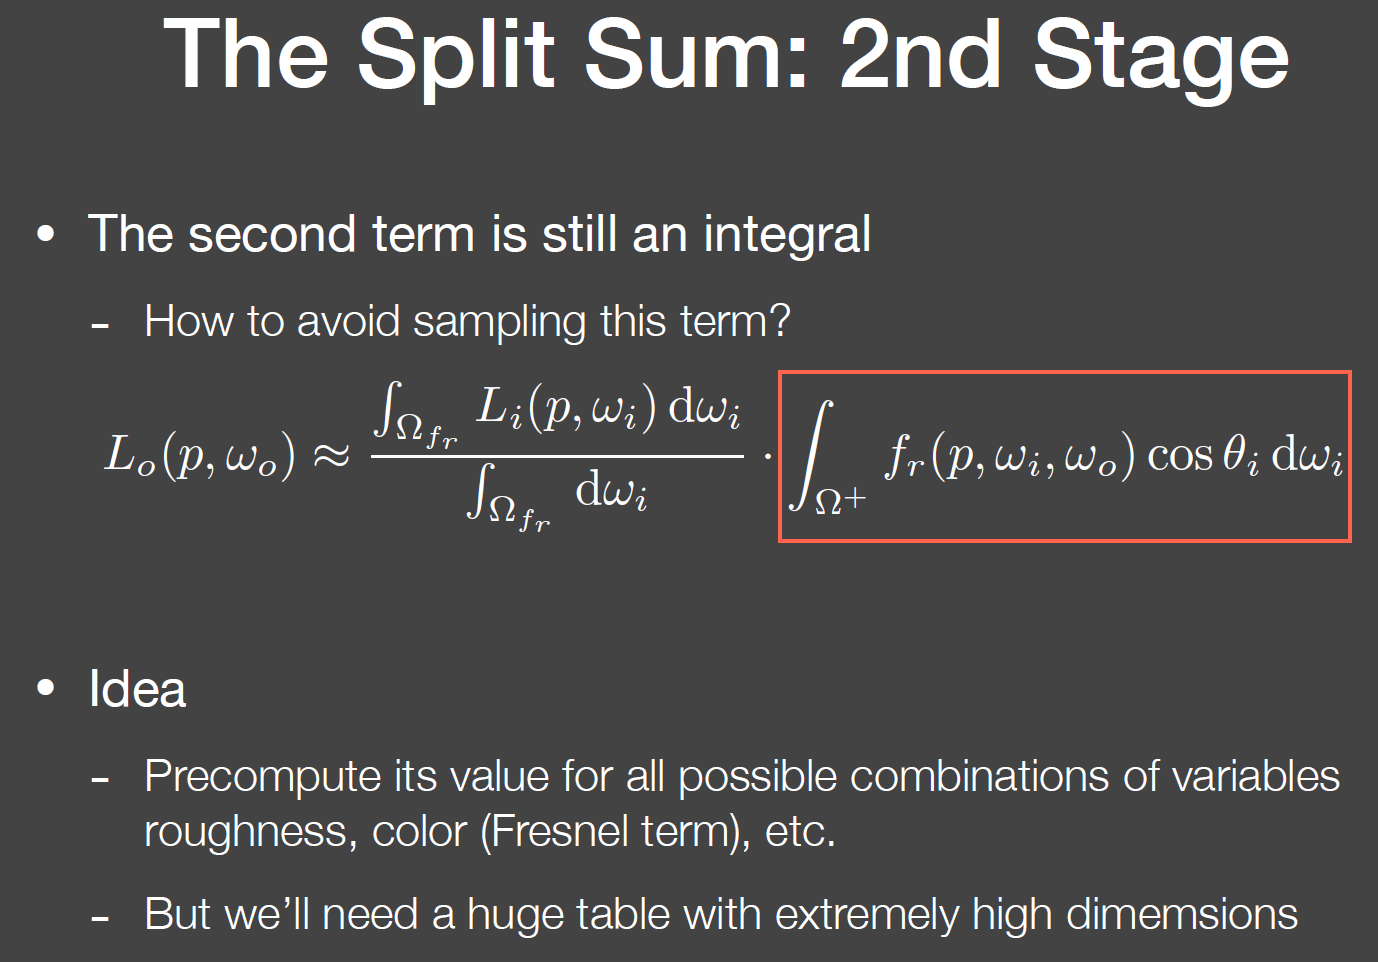 The Split Sum: 2nd Stage
• The second term is still an integral
- How to avoid sampling this term?
$L_o(p, \omega_o) \approx \frac{\int_{\Omega_{f_r}} L_i(p, \omega_i) \, \mathrm{d}\omega_i}{\int_{\Omega_{f_r}} \mathrm{d}\omega_i} \cdot \int_{\Omega^+} f_r(p, \omega_i, \omega_o) \cos \theta_i \, \mathrm{d}\omega_i$
• Idea
- Precompute its value for all possible combinations of variables
roughness, color (Fresnel term), etc.
- But we’ll need a huge table with extremely high dimemsions